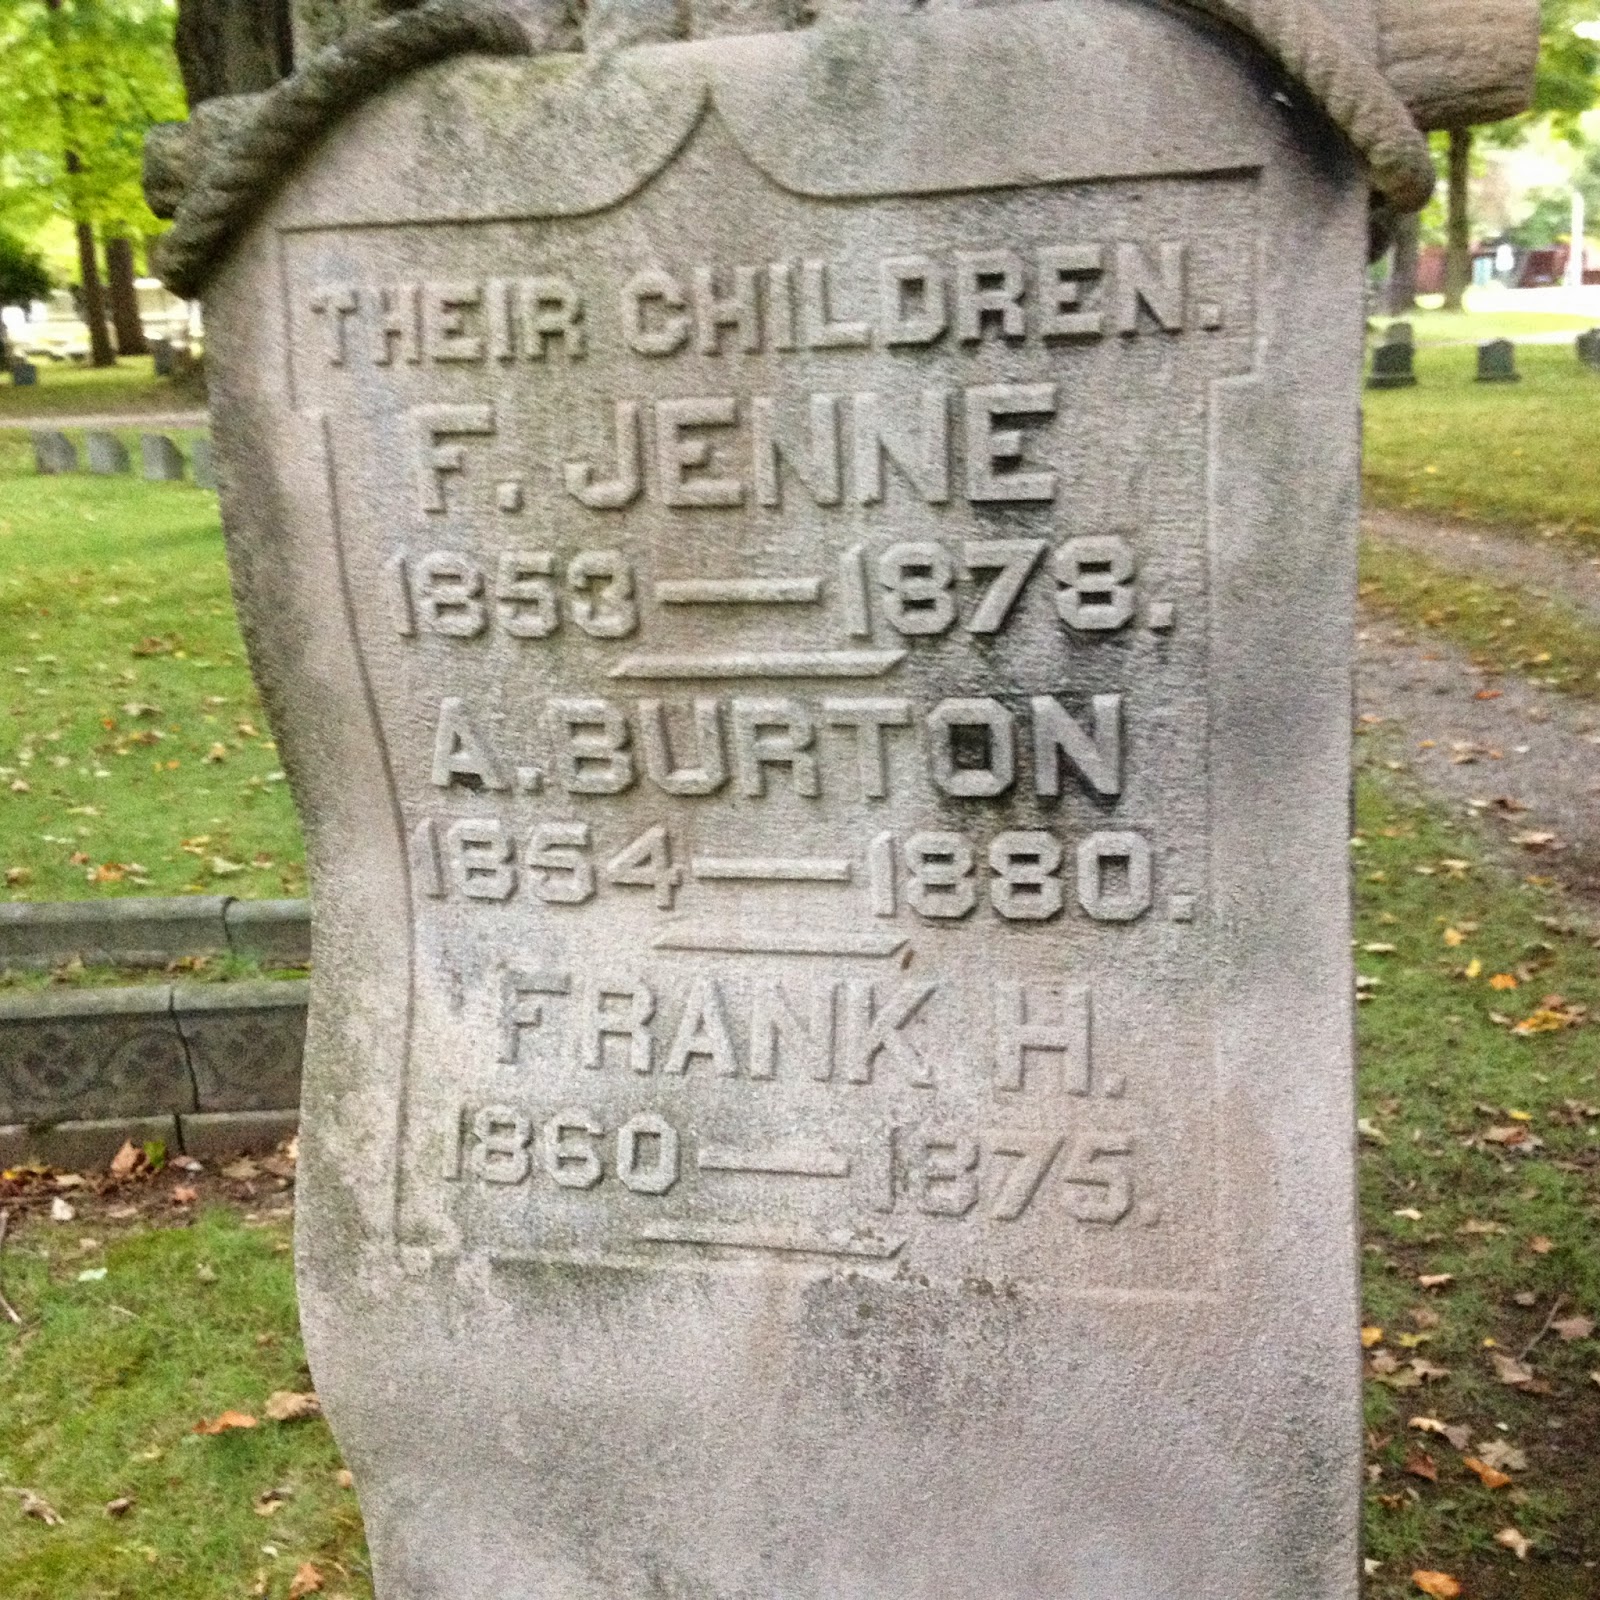 THEIR CHILDREN.
F. JENNE
1853—1878.
A. BURTON
1854—1880.
FRANK H.
1860—1875.